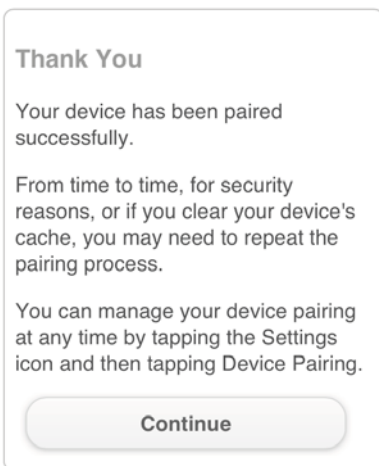 Thank You
Your device has been paired
successfully.
From time to time, for security
reasons, or if you clear your device's
cache, you may need to repeat the
pairing process.
You can manage your device pairing
at any time by tapping the Settings
icon and then tapping Device Pairing.
Continue